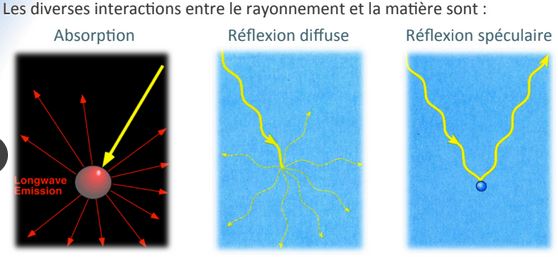 Les diverses interactions entre le rayonnement et la matière sont :
Absorption
Réflexion diffuse
Réflexion spéculaire
Longwave
Emission